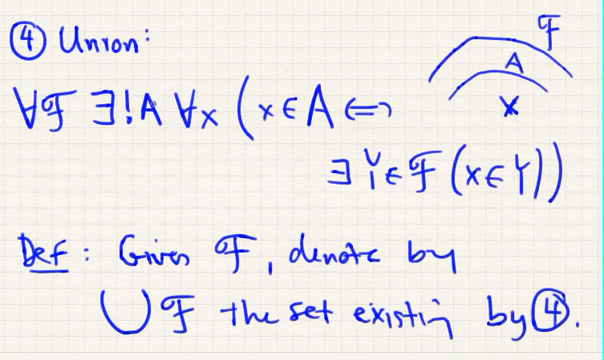 ④ Union:
ℱ
A
x
∀ℱ ∃!A ∀x (x ∈ A ⟺
∃Y ∈ ℱ (x ∈ Y))
Def: Given ℱ, denote by
⋃ℱ the set existing by ④.